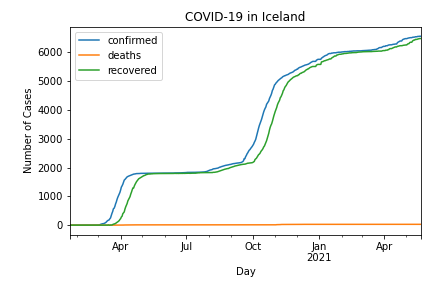 COVID-19 in Iceland
confirmed
deaths
recovered
Number of Cases
6000
5000
4000
3000
2000
1000
0
Apr
Jul
Oct
Jan
2021
Apr
Day